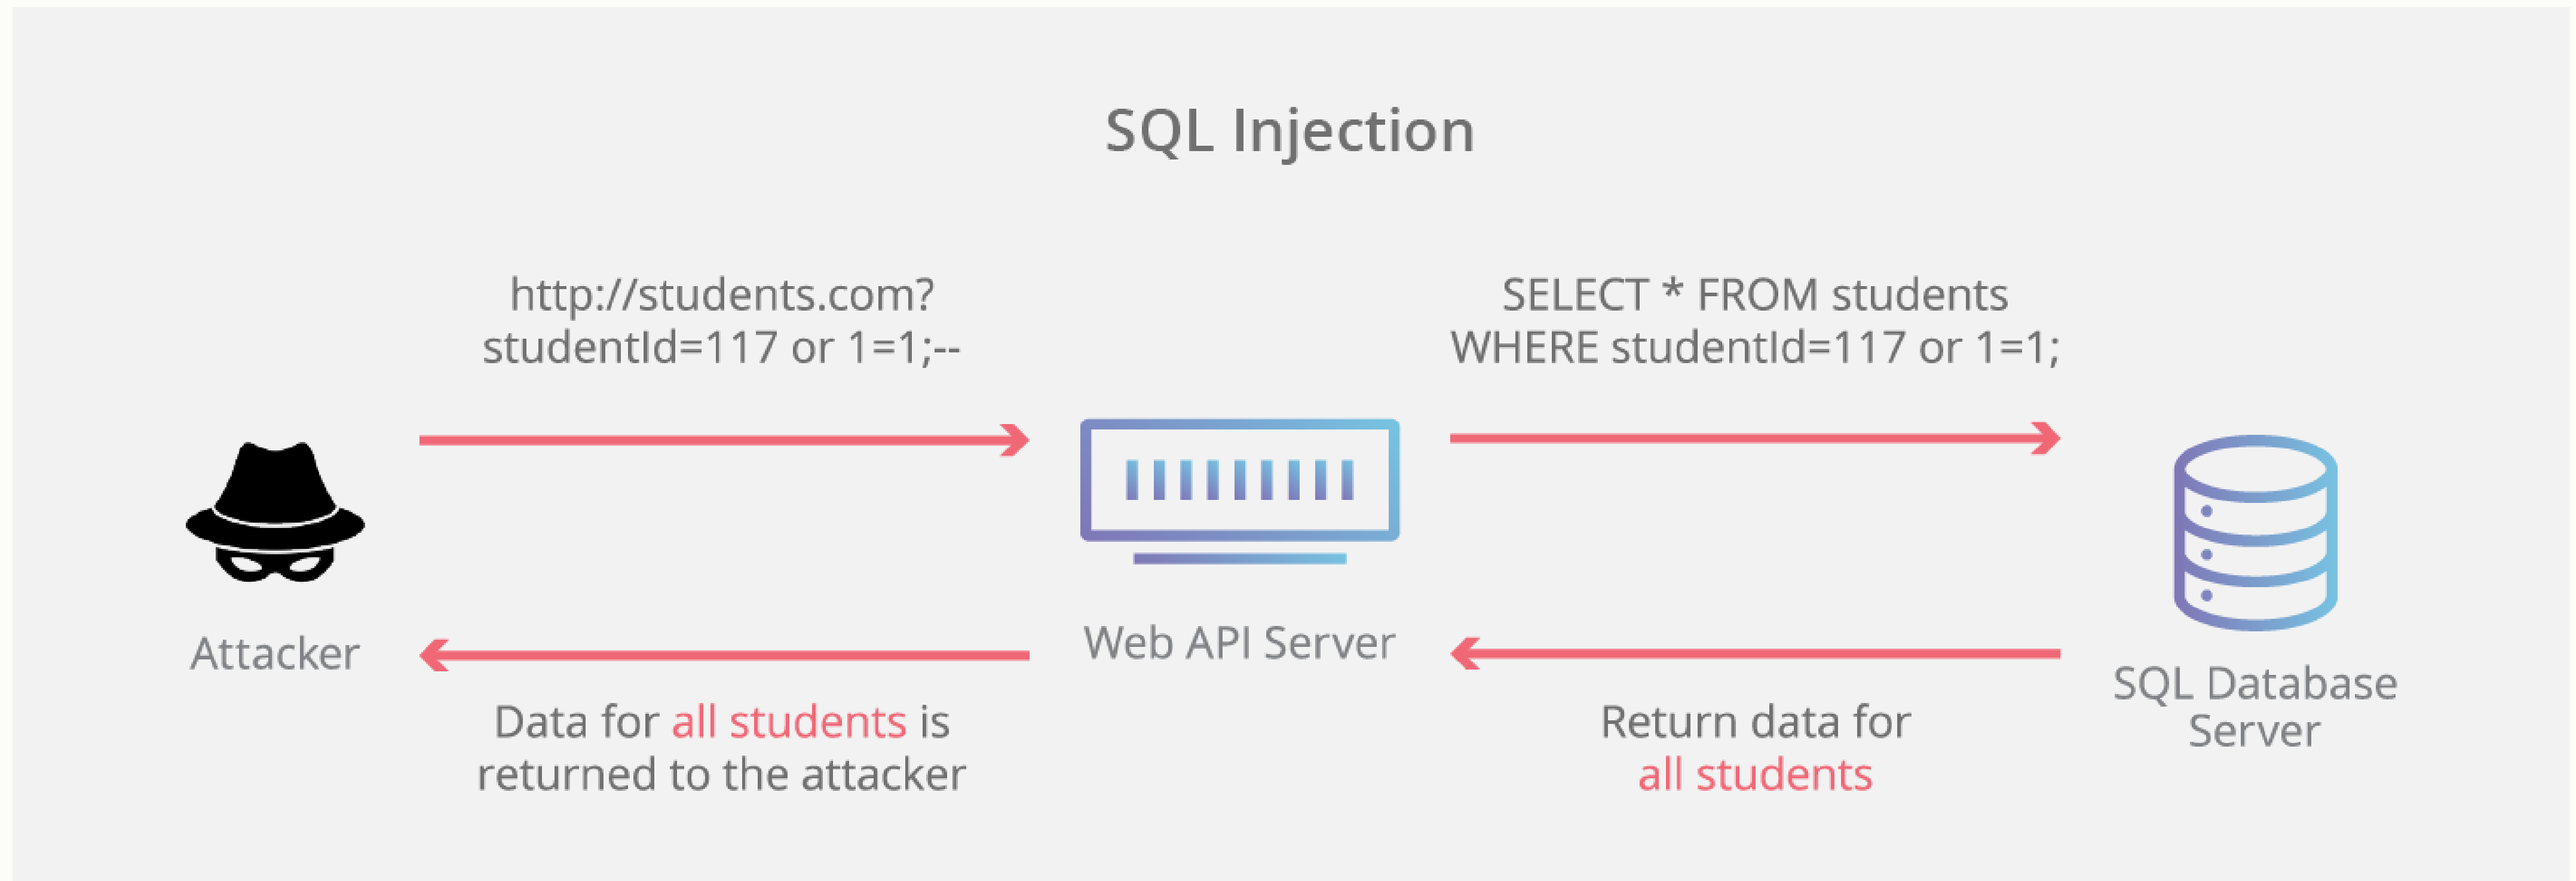 SQL Injection
http://students.com?
studentId=117 or 1=1;--
SELECT * FROM students
WHERE studentId=117 or 1=1;
Attacker
Web API Server
SQL Database
Server
Data for all students is
returned to the attacker
Return data for
all students